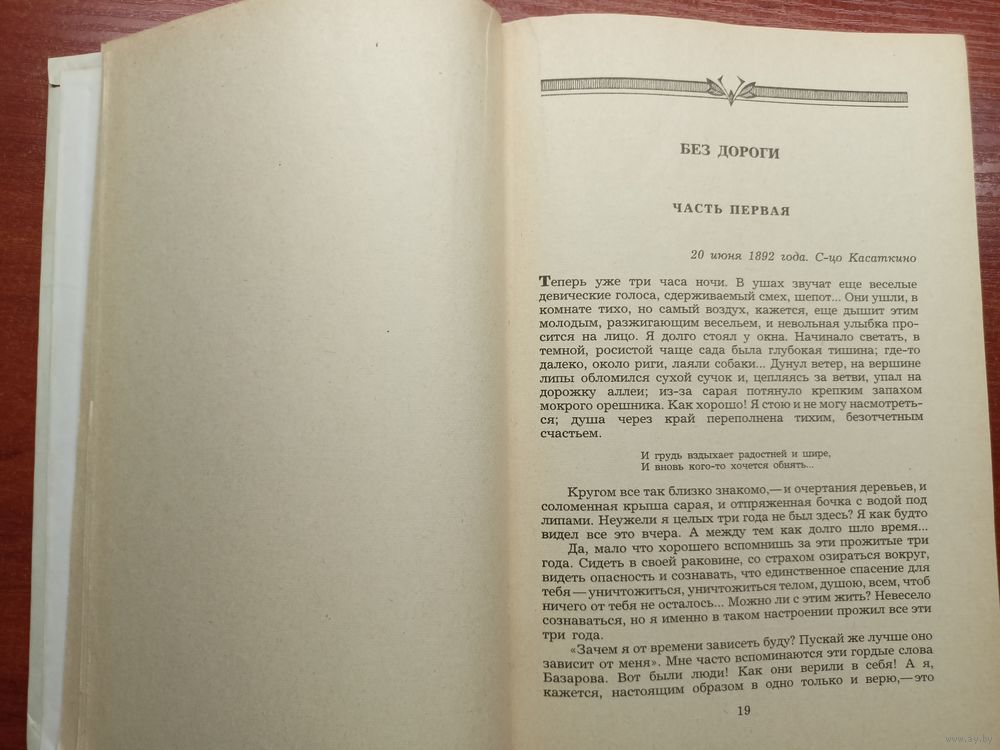 БЕЗ ДОРОГИ
ЧАСТЬ ПЕРВАЯ
20 июня 1892 года. С-цо Касаткино
Теперь уже три часа ночи. В ушах звучат еще веселые
девические голоса, сдерживаемый смех, шепот... Они ушли, в
комнате тихо, но самый воздух, кажется, еще дышит этим
молодым, разжигающим весельем, и невольная улыбка про-
сится на лицо. Я долго стоял у окна. Начинало светать, в
темной, росистой чаще сада была глубокая тишина; где-то
далеко, около риги, лаяли собаки... Дунул ветер, на вершине
липы обломился сухой сучок и, цепляясь за ветви, упал на
дорожку аллеи; из-за сарая потянуло крепким запахом
мокрого орешника. Как хорошо! Я стою и не могу насмотреть-
ся; душа через край переполнена тихим, безотчетным
счастьем.
И грудь вздыхает радостней и шире,
И вновь кого-то хочется обнять...
Кругом все так близко знакомо,— и очертания деревьев, и
соломенная крыша сарая, и отпряженная бочка с водой под
липами. Неужели я целых три года не был здесь? Я как будто
видел все это вчера. А между тем как долго шло время...
Да, мало что хорошего вспомнишь за эти прожитые три
года. Сидеть в своей раковине, со страхом озираться вокруг,
видеть опасность и сознавать, что единственное спасение для
тебя — уничтожиться, уничтожиться телом, душою, всем, чтоб
ничего от тебя не осталось... Можно ли с этим жить? Невесело
сознаваться, но я именно в таком настроении прожил все эти
три года.
«Зачем я от времени зависеть буду? Пускай же лучше оно
зависит от меня». Мне часто вспоминаются эти гордые слова
Базарова. Вот были люди! Как они верили в себя! А я,
кажется, настоящим образом в одно только и верю,— это
19
www.ay.by